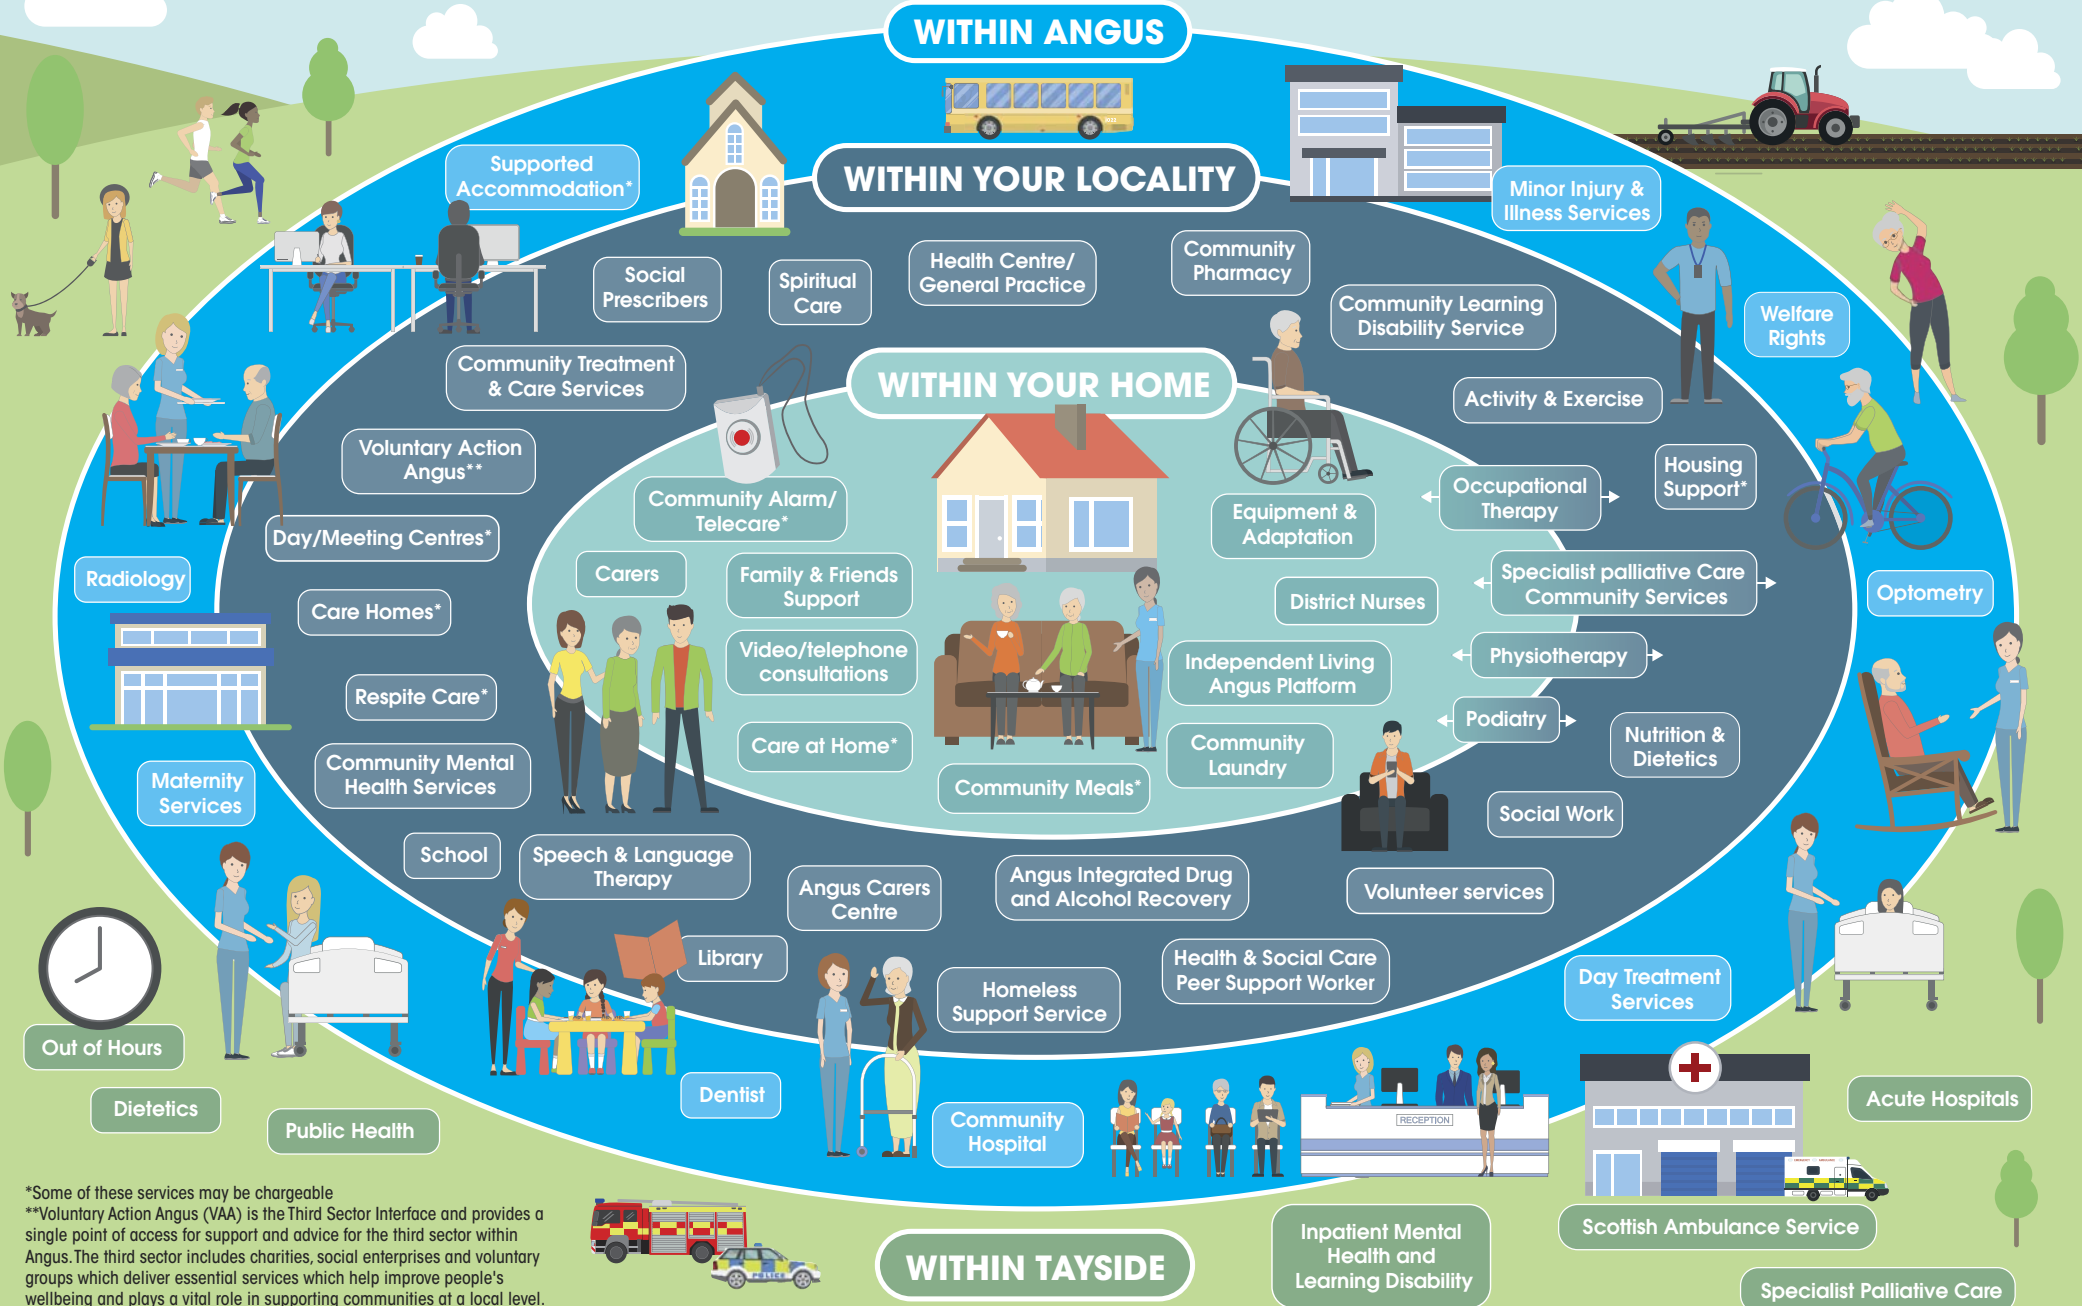 WITHIN ANGUS
Supported
Accommodation*
Minor Injury &
Illness Services
Welfare
Rights
Radiology
Optometry
Maternity
Services
Day Treatment
Services
Dentist
Community
Hospital
RECEPTION
WITHIN YOUR LOCALITY
Social
Prescribers
Spiritual
Care
Health Centre/
General Practice
Community
Pharmacy
Community Learning
Disability Service
Community Treatment
& Care Services
Activity & Exercise
Voluntary Action
Angus**
Housing
Support*
Day/Meeting Centres*
Occupational
Therapy
Specialist palliative Care
Community Services
Care Homes*
Physiotherapy
Respite Care*
Podiatry
Nutrition &
Dietetics
Community Mental
Health Services
Social Work
School
Speech & Language
Therapy
Angus Carers
Centre
Angus Integrated Drug
and Alcohol Recovery
Volunteer services
Library
Homeless
Support Service
Health & Social Care
Peer Support Worker
WITHIN YOUR HOME
Community Alarm/
Telecare*
Equipment &
Adaptation
Carers
Family & Friends
Support
District Nurses
Video/telephone
consultations
Independent Living
Angus Platform
Care at Home*
Community
Laundry
Community Meals*
Out of Hours
Dietetics
Public Health
Acute Hospitals
Scottish Ambulance Service
Inpatient Mental
Health and
Learning Disability
Specialist Palliative Care
WITHIN TAYSIDE
POLICE
*Some of these services may be chargeable
**Voluntary Action Angus (VAA) is the Third Sector Interface and provides a
single point of access for support and advice for the third sector within
Angus. The third sector includes charities, social enterprises and voluntary
groups which deliver essential services which help improve people's
wellbeing and plays a vital role in supporting communities at a local level.